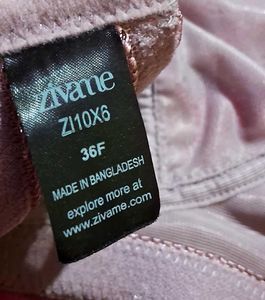 zivame
ZI10X6
36F
MADE IN BANGLADESH
explore more at
www.zivame.com